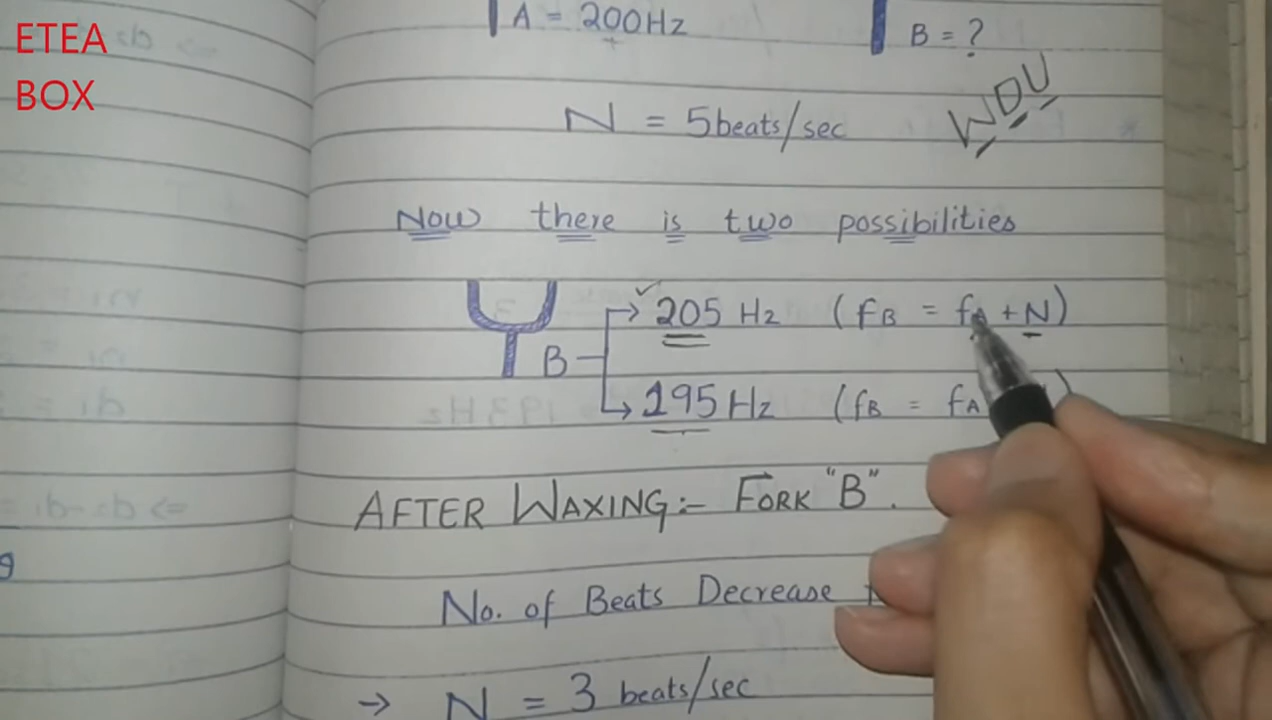 ETEA
BOX
A = 200Hz
B = ?
N = 5beats/sec
WDU
Now there is two possibilities
B
205 Hz (fB = fA + N)
195 Hz (fB = fA
AFTER WAXING:- FORK "B".
No. of Beats Decrease
→ N = 3 beats/sec